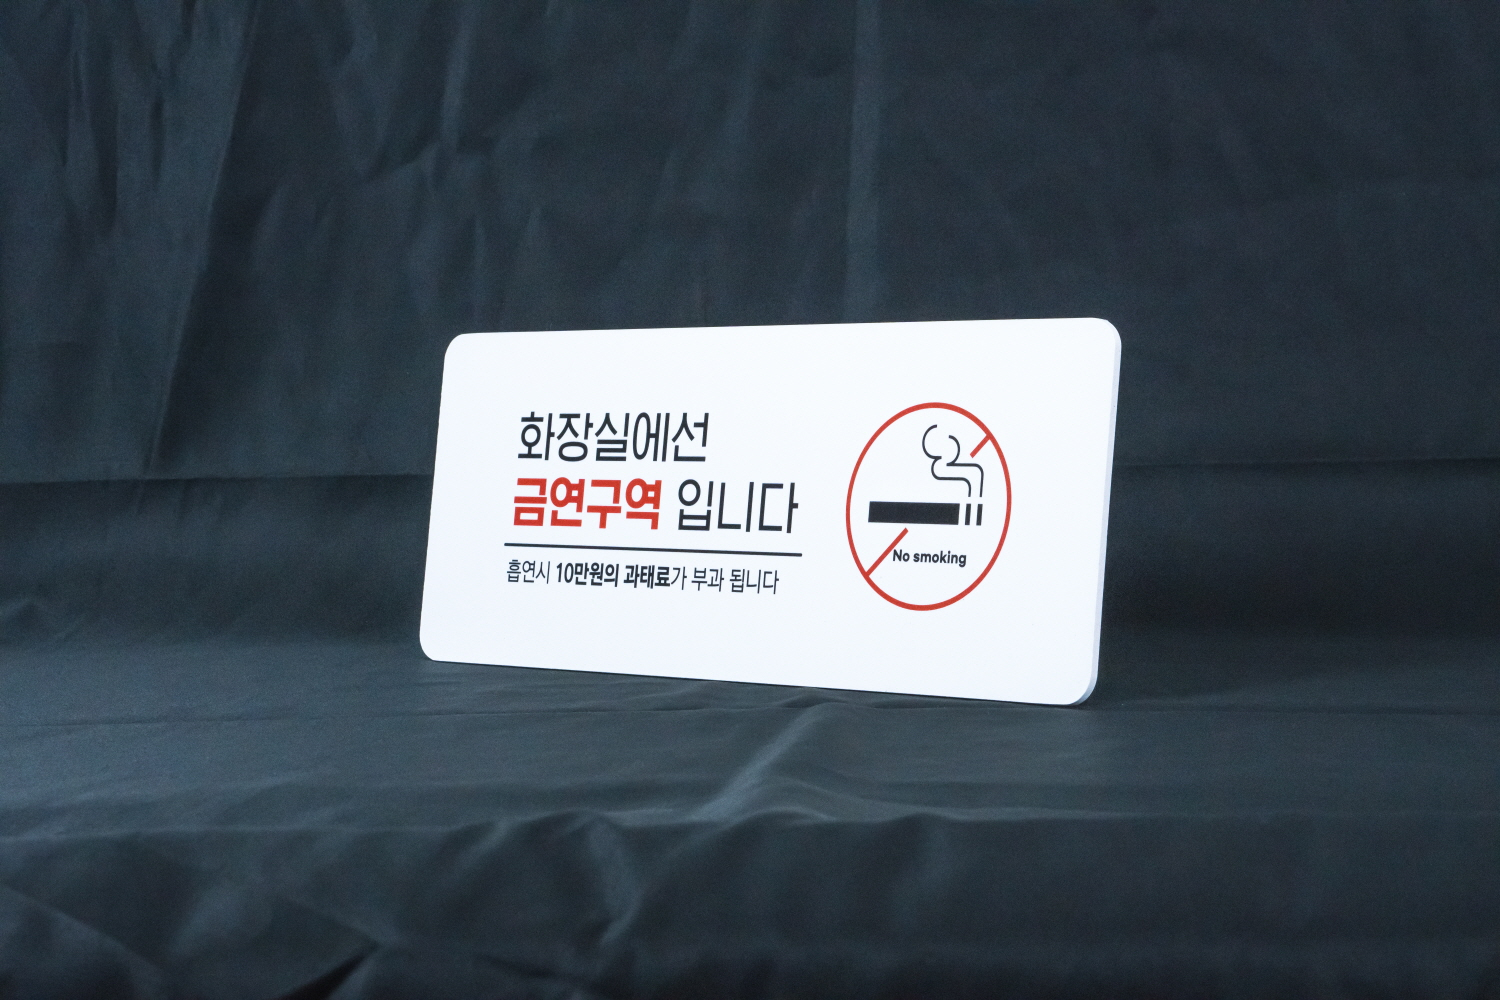 화장실에선
금연구역 입니다
흡연시 10만원의 과태료가 부과 됩니다
No smoking